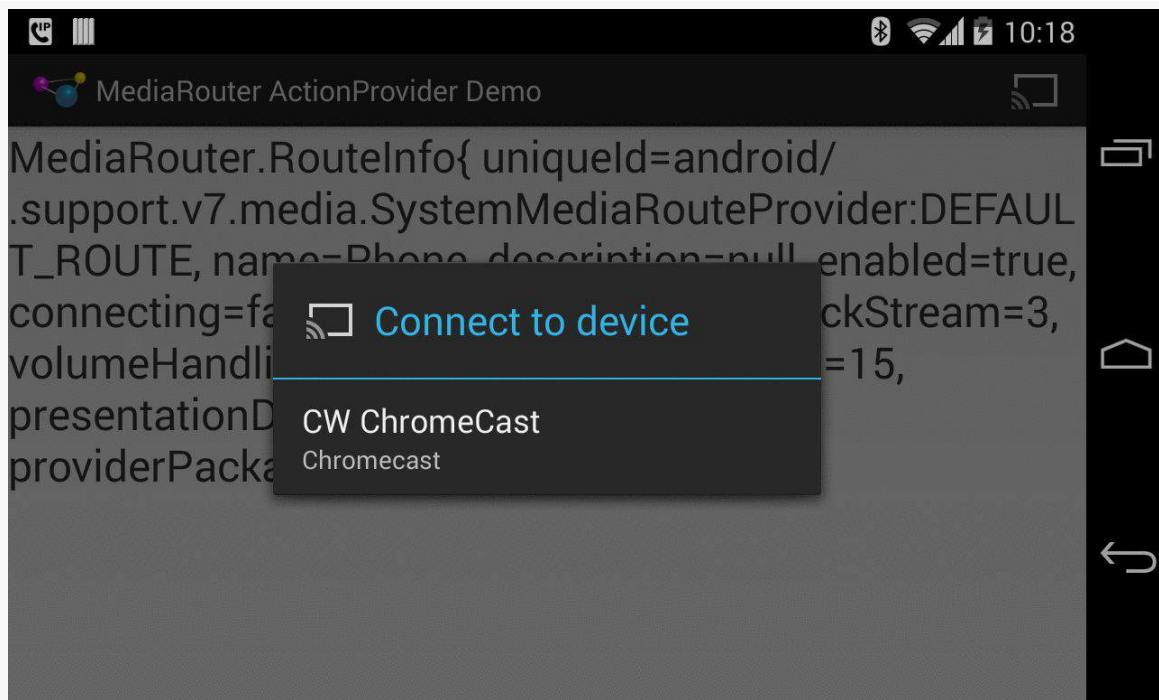 10:18
MediaRouter ActionProvider Demo
MediaRouter.RouteInfo{ uniqueId=android/
.support.v7.media.SystemMediaRouteProvider:DEFAUL
T_ROUTE, name=Phone, description=null, enabled=true,
connecting=fa ckStream=3,
volumeHandli =15,
presentationD
providerPacka
Connect to device
CW ChromeCast
Chromecast